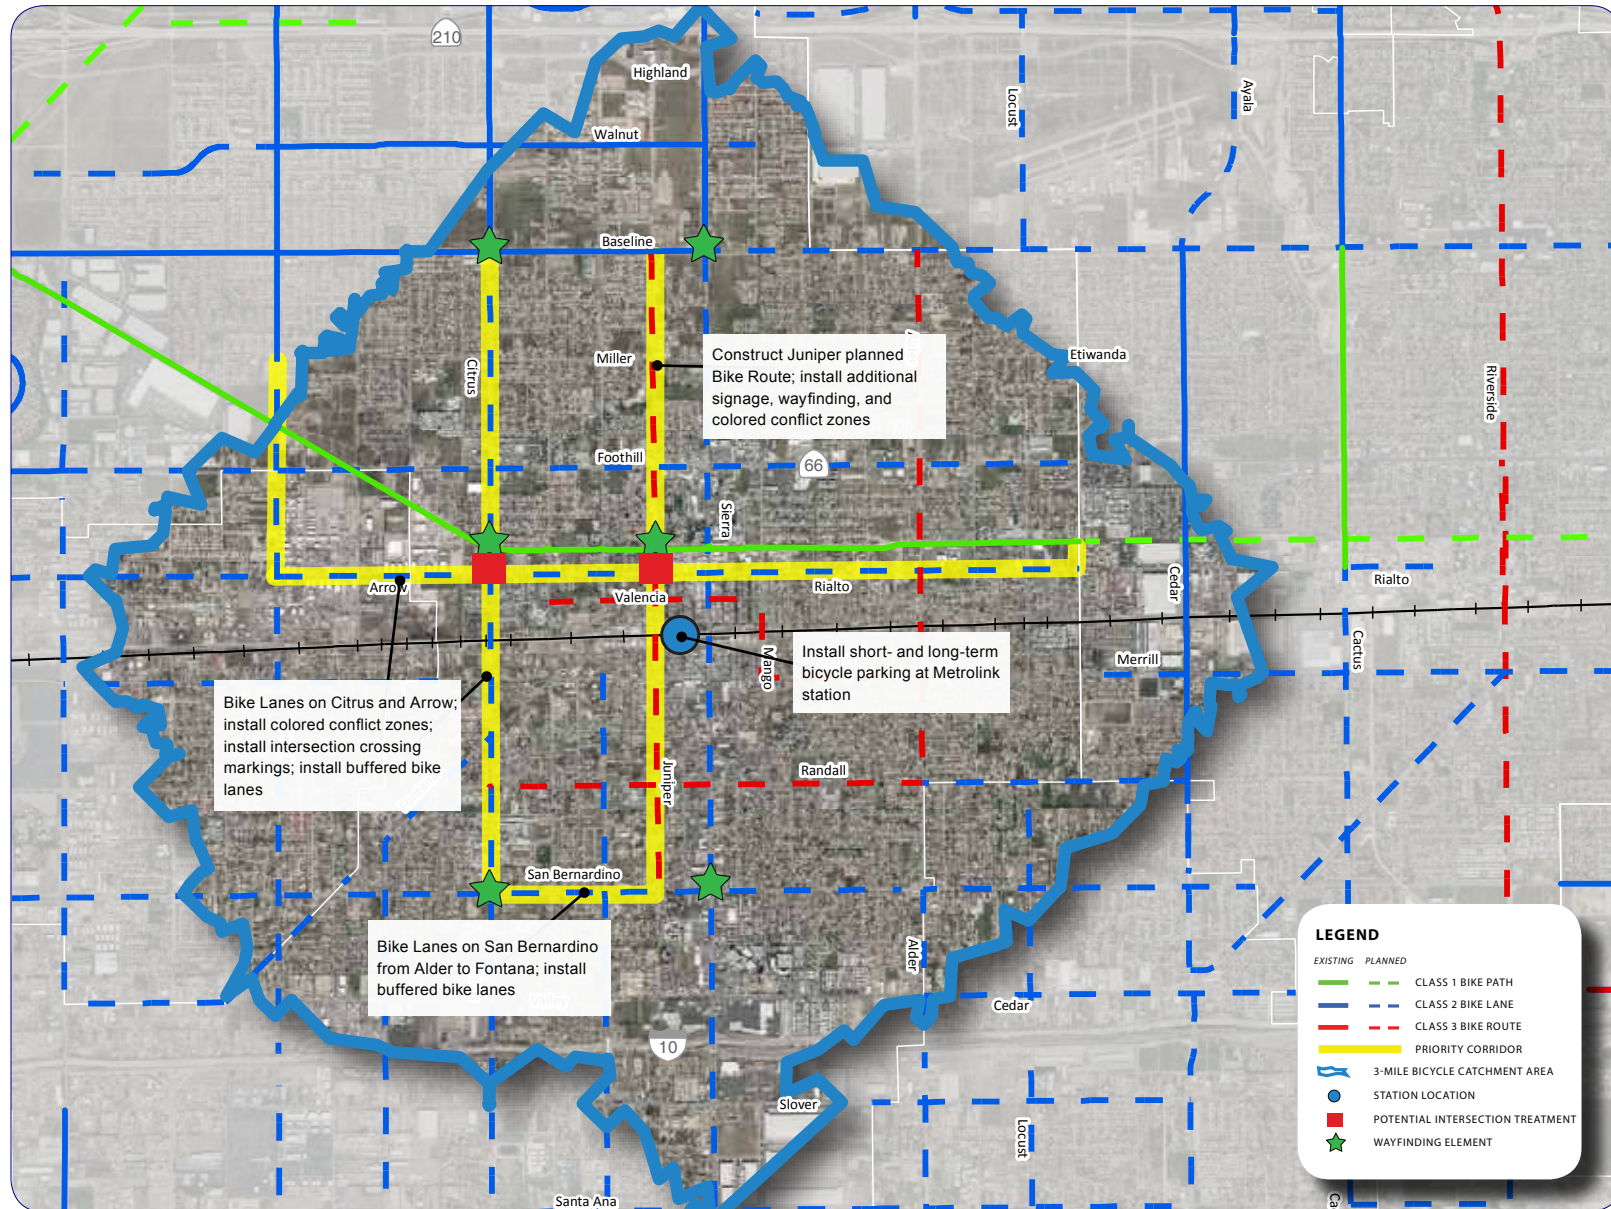 210
Highland
Locust
Ayala
Walnut
Baseline
Citrus
Miller
Construct Juniper planned
Bike Route; install additional
signage, wayfinding, and
colored conflict zones
Etiwanda
Riverside
Foothill
66
Sierra
Arrow
Valencia
Rialto
Cedar
Rialto
Mango
Install short- and long-term
bicycle parking at Metrolink
station
Merrill
Cactus
Bike Lanes on Citrus and Arrow;
install colored conflict zones;
install intersection crossing
markings; install buffered bike
lanes
Juniper
Randall
San Bernardino
Bike Lanes on San Bernardino
from Alder to Fontana; install
buffered bike lanes
Valley
Alder
Cedar
10
Slover
Locust
Santa Ana
LEGEND
EXISTING PLANNED
CLASS 1 BIKE PATH
CLASS 2 BIKE LANE
CLASS 3 BIKE ROUTE
PRIORITY CORRIDOR
3-MILE BICYCLE CATCHMENT AREA
STATION LOCATION
POTENTIAL INTERSECTION TREATMENT
WAYFINDING ELEMENT
Ca